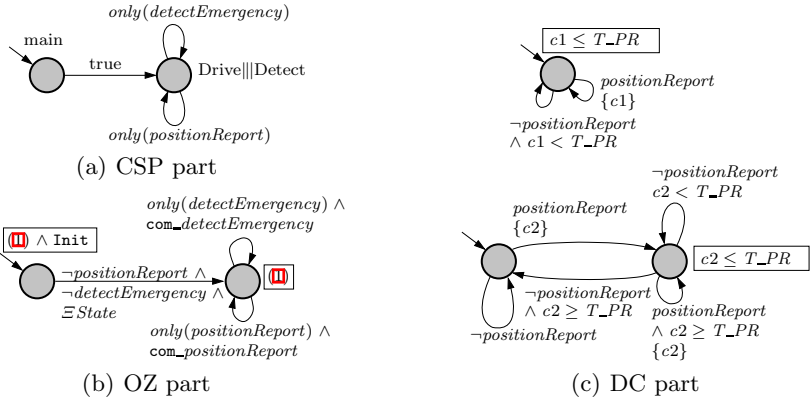 only(detectEmergency)
main
true
Drive|||Detect
only(positionReport)
(a) CSP part
c1 ≤ T_PR
positionReport
{c1}
¬positionReport
∧ c1 < T_PR
(1) ∧ Init
only(detectEmergency) ∧
com_detectEmergency
¬positionReport ∧
¬detectEmergency ∧
ΞState
(1)
only(positionReport) ∧
com_positionReport
(b) OZ part
¬positionReport
c2 < T_PR
positionReport
{c2}
c2 ≤ T_PR
¬positionReport
∧ c2 ≥ T_PR
¬positionReport
positionReport
∧ c2 ≥ T_PR
{c2}
(c) DC part